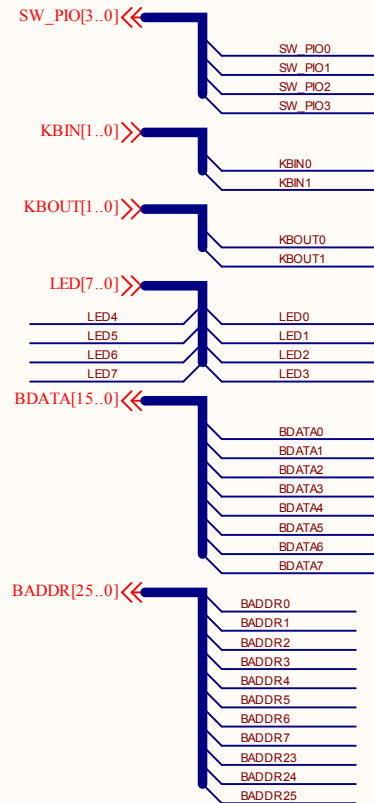 SW_PIO[3..0]
SW_PIO0
SW_PIO1
SW_PIO2
SW_PIO3
KBIN[1..0]
KBIN0
KBIN1
KBOUT[1..0]
KBOUT0
KBOUT1
LED[7..0]
LED4 LED0
LED5 LED1
LED6 LED2
LED7 LED3
BDATA[15..0]
BDATA0
BDATA1
BDATA2
BDATA3
BDATA4
BDATA5
BDATA6
BDATA7
BADDR[25..0]
BADDR0
BADDR1
BADDR2
BADDR3
BADDR4
BADDR5
BADDR6
BADDR7
BADDR23
BADDR24
BADDR25